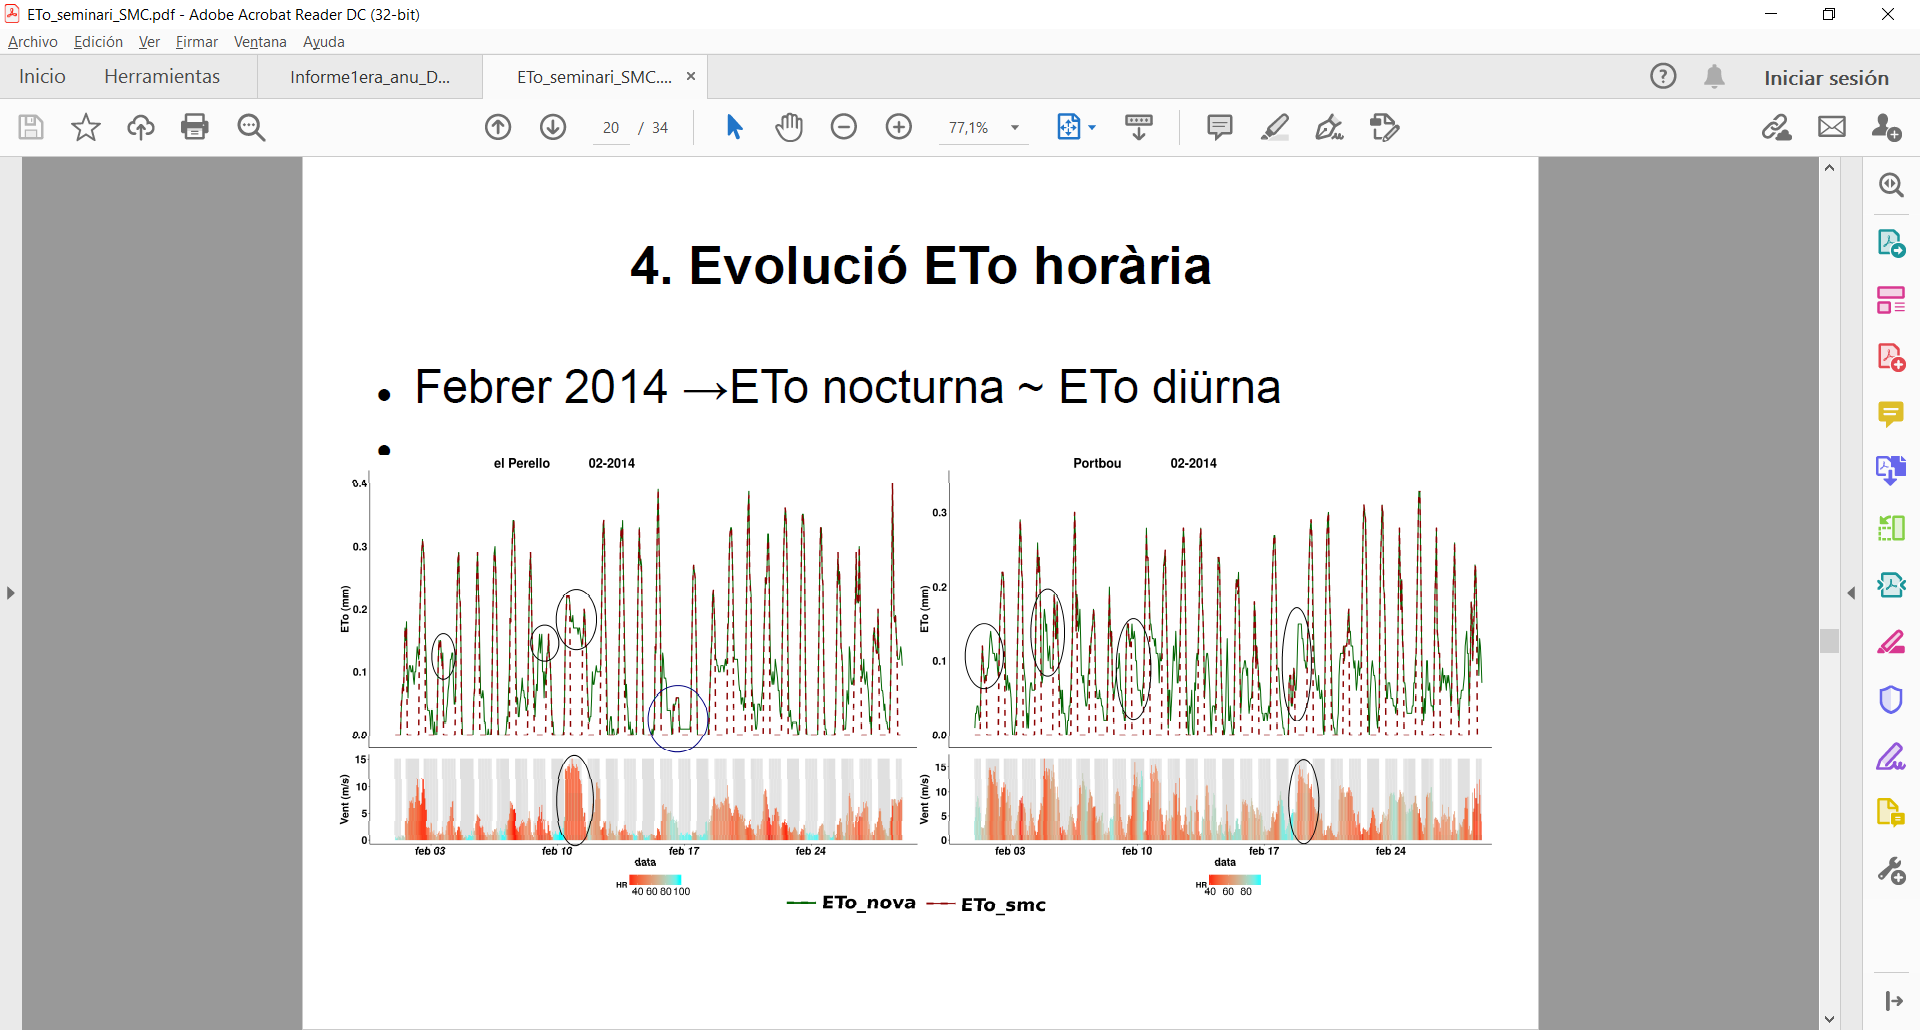 ETo_seminari_SMC.pdf - Adobe Acrobat Reader DC (32-bit)
Archivo Edición Ver Firmar Ventana Ayuda
Inicio Herramientas Informe1era_anu_D... ETo_seminari_SMC.... × Iniciar sesión
20 / 34 77,1%
4. Evolució ETo horària
• Febrer 2014 →ETo nocturna ~ ETo diürna
•
el Perello 02-2014
ETo (mm)
0.4
0.3
0.2
0.1
0.0
Vent (m/s)
15
10
5
0
feb 03 feb 10 feb 17 feb 24
data
HR
40 60 80 100
Portbou 02-2014
ETo (mm)
0.3
0.2
0.1
0.0
Vent (m/s)
15
10
5
0
feb 03 feb 10 feb 17 feb 24
data
HR
40 60 80
ETo_nova ETo_smc